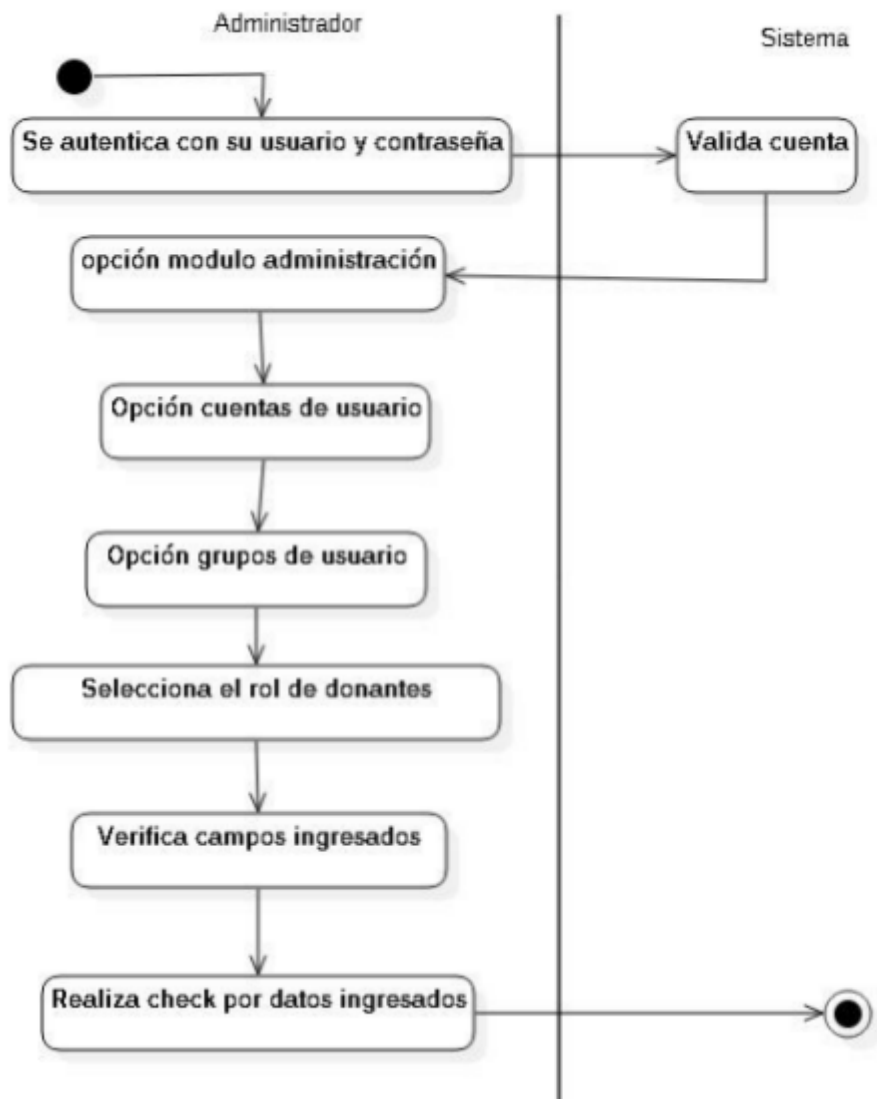 Administrador
Sistema
Se autentica con su usuario y contraseña
Valida cuenta
opción modulo administración
Opción cuentas de usuario
Opción grupos de usuario
Selecciona el rol de donantes
Verifica campos ingresados
Realiza check por datos ingresados